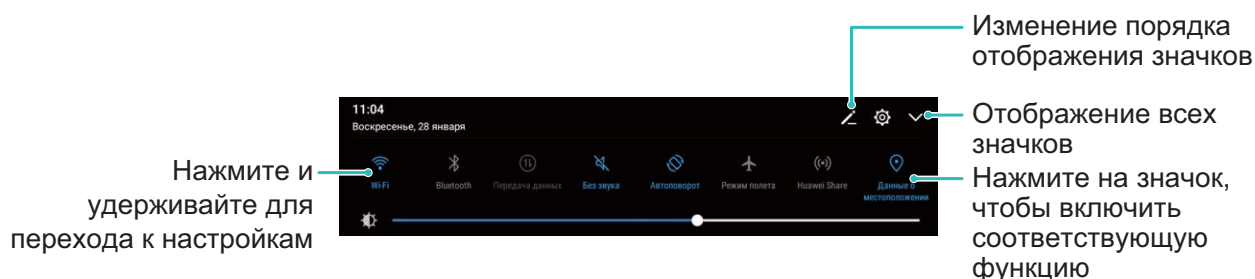 Изменение порядка
отображения значков
11:04
Воскресенье, 28 января
Отображение всех
значков
Нажмите и
удерживайте для
перехода к настройкам
Wi-Fi
Bluetooth
Передача данных
Без звука
Автоповорот
Режим полета
Huawei Share
Данные о
местоположении
Нажмите на значок,
чтобы включить
соответствующую
функцию